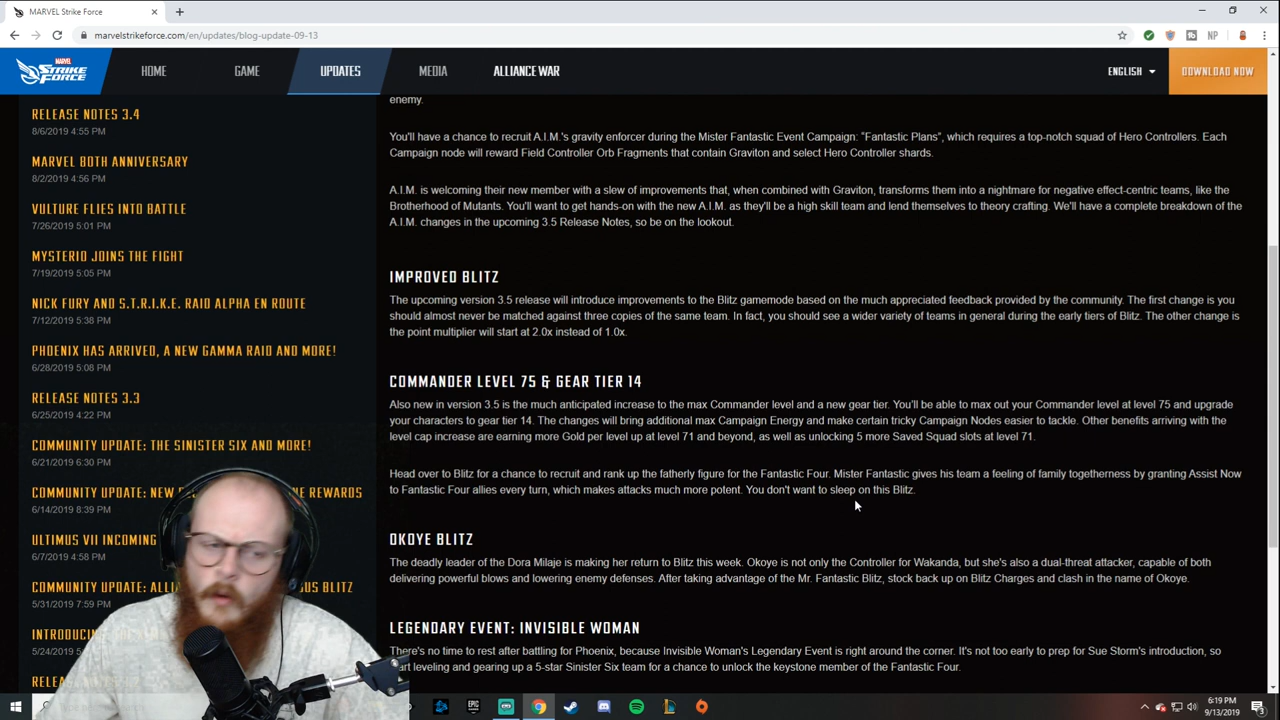 MARVEL Strike Force
marvelstrikeforce.com/en/updates/blog-update-09-13
NP
MARVEL
STRIKE
FORCE
HOME
GAME
UPDATES
MEDIA
ALLIANCE WAR
ENGLISH
DOWNLOAD NOW
RELEASE NOTES 3.4
8/6/2019 4:55 PM
MARVEL 80TH ANNIVERSARY
8/2/2019 4:56 PM
VULTURE FLIES INTO BATTLE
7/26/2019 5:01 PM
MYSTERIO JOINS THE FIGHT
7/19/2019 5:05 PM
NICK FURY AND S.T.R.I.K.E. RAID ALPHA EN ROUTE
7/12/2019 5:38 PM
PHOENIX HAS ARRIVED, A NEW GAMMA RAID AND MORE!
6/28/2019 5:08 PM
RELEASE NOTES 3.3
6/25/2019 4:22 PM
COMMUNITY UPDATE: THE SINISTER SIX AND MORE!
6/21/2019 6:30 PM
COMMUNITY UPDATE: NEW
REWARDS
6/14/2019 8:39 PM
ULTIMUS VII INCOMING
6/7/2019 4:58 PM
COMMUNITY UPDATE:
BLITZ
5/31/2019 7:59 PM
5/24/2019
enemy.
You'll have a chance to recruit A.I.M.'s gravity enforcer during the Mister Fantastic Event Campaign: "Fantastic Plans", which requires a top-notch squad of Hero Controllers. Each
Campaign node will reward Field Controller Orb Fragments that contain Graviton and select Hero Controller shards.
A.I.M. is welcoming their new member with a slew of improvements that, when combined with Graviton, transforms them into a nightmare for negative effect-centric teams, like the
Brotherhood of Mutants. You'll want to get hands-on with the new A.I.M. as they'll be a high skill team and lend themselves to theory crafting. We'll have a complete breakdown of the
A.I.M. changes in the upcoming 3.5 Release Notes, so be on the lookout.
IMPROVED BLITZ
The upcoming version 3.5 release will introduce improvements to the Blitz gamemode based on the much appreciated feedback provided by the community. The first change is you
should almost never be matched against three copies of the same team. In fact, you should see a wider variety of teams in general during the early tiers of Blitz. The other change is
the point multiplier will start at 2.0x instead of 1.0x.
COMMANDER LEVEL 75 & GEAR TIER 14
Also new in version 3.5 is the much anticipated increase to the max Commander level and a new gear tier. You'll be able to max out your Commander level at level 75 and upgrade
your characters to gear tier 14. The changes will bring additional max Campaign Energy and make certain tricky Campaign Nodes easier to tackle. Other benefits arriving with the
level cap increase are earning more Gold per level up at level 71 and beyond, as well as unlocking 5 more Saved Squad slots at level 71.
Head over to Blitz for a chance to recruit and rank up the fatherly figure for the Fantastic Four. Mister Fantastic gives his team a feeling of family togetherness by granting Assist Now
to Fantastic Four allies every turn, which makes attacks much more potent. You don't want to sleep on this Blitz.
OKOYE BLITZ
The deadly leader of the Dora Milaje is making her return to Blitz this week. Okoye is not only the Controller for Wakanda, but she's also a dual-threat attacker, capable of both
delivering powerful blows and lowering enemy defenses. After taking advantage of the Mr. Fantastic Blitz, stock back up on Blitz Charges and clash in the name of Okoye.
LEGENDARY EVENT: INVISIBLE WOMAN
There's no time to rest after battling for Phoenix, because Invisible Woman's Legendary Event is right around the corner. It's not too early to prep for Sue Storm's introduction, so
leveling and gearing up a 5-star Sinister Six team for a chance to unlock the keystone member of the Fantastic Four.
EPIC
6:19 PM
9/13/2019
3